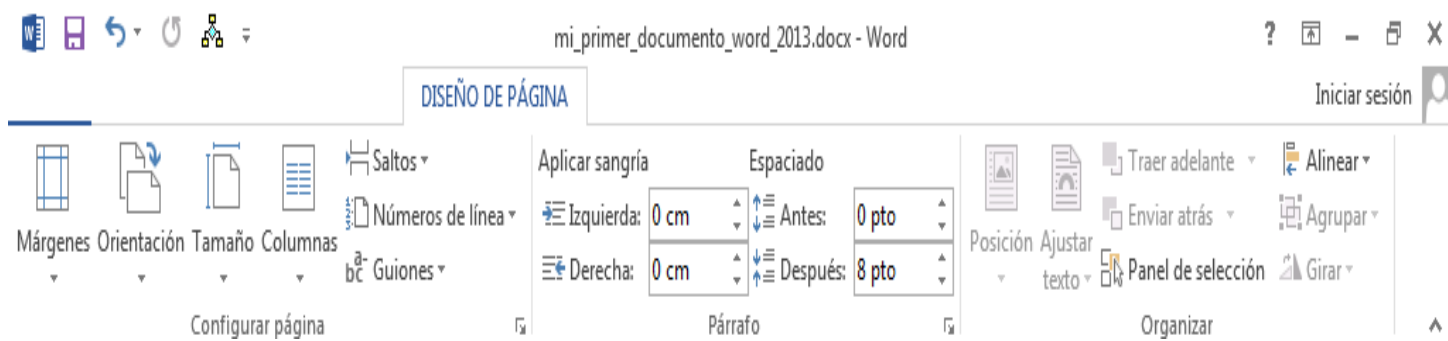 mi_primer_documento_word_2013.docx - Word
?
DISEÑO DE PÁGINA
Iniciar sesión
Márgenes
Orientación
Tamaño
Columnas
Saltos
Números de línea
Guiones
Configurar página
Aplicar sangría
Izquierda: 0 cm
Derecha: 0 cm
Espaciado
Antes: 0 pto
Después: 8 pto
Párrafo
Posición
Ajustar
texto
Traer adelante
Enviar atrás
Panel de selección
Alinear
Agrupar
Girar
Organizar